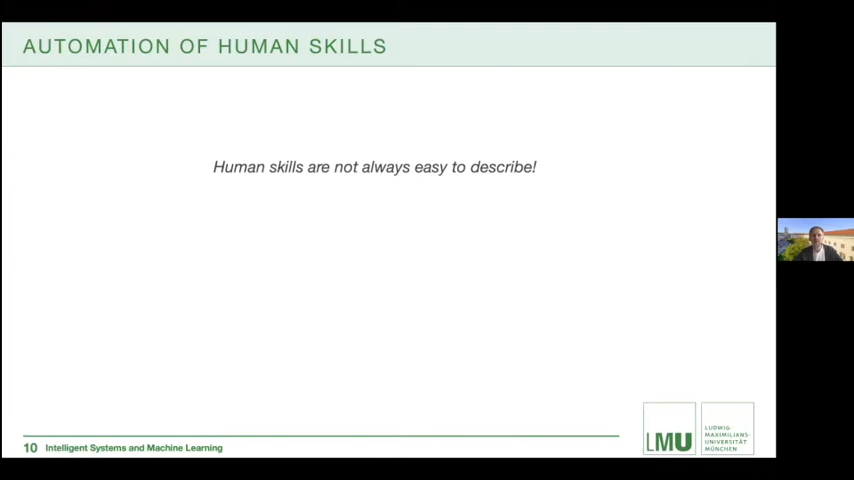 AUTOMATION OF HUMAN SKILLS
Human skills are not always easy to describe!
10 Intelligent Systems and Machine Learning
LMU
LUDWIG-
MAXIMILIANS-
UNIVERSITÄT
MÜNCHEN